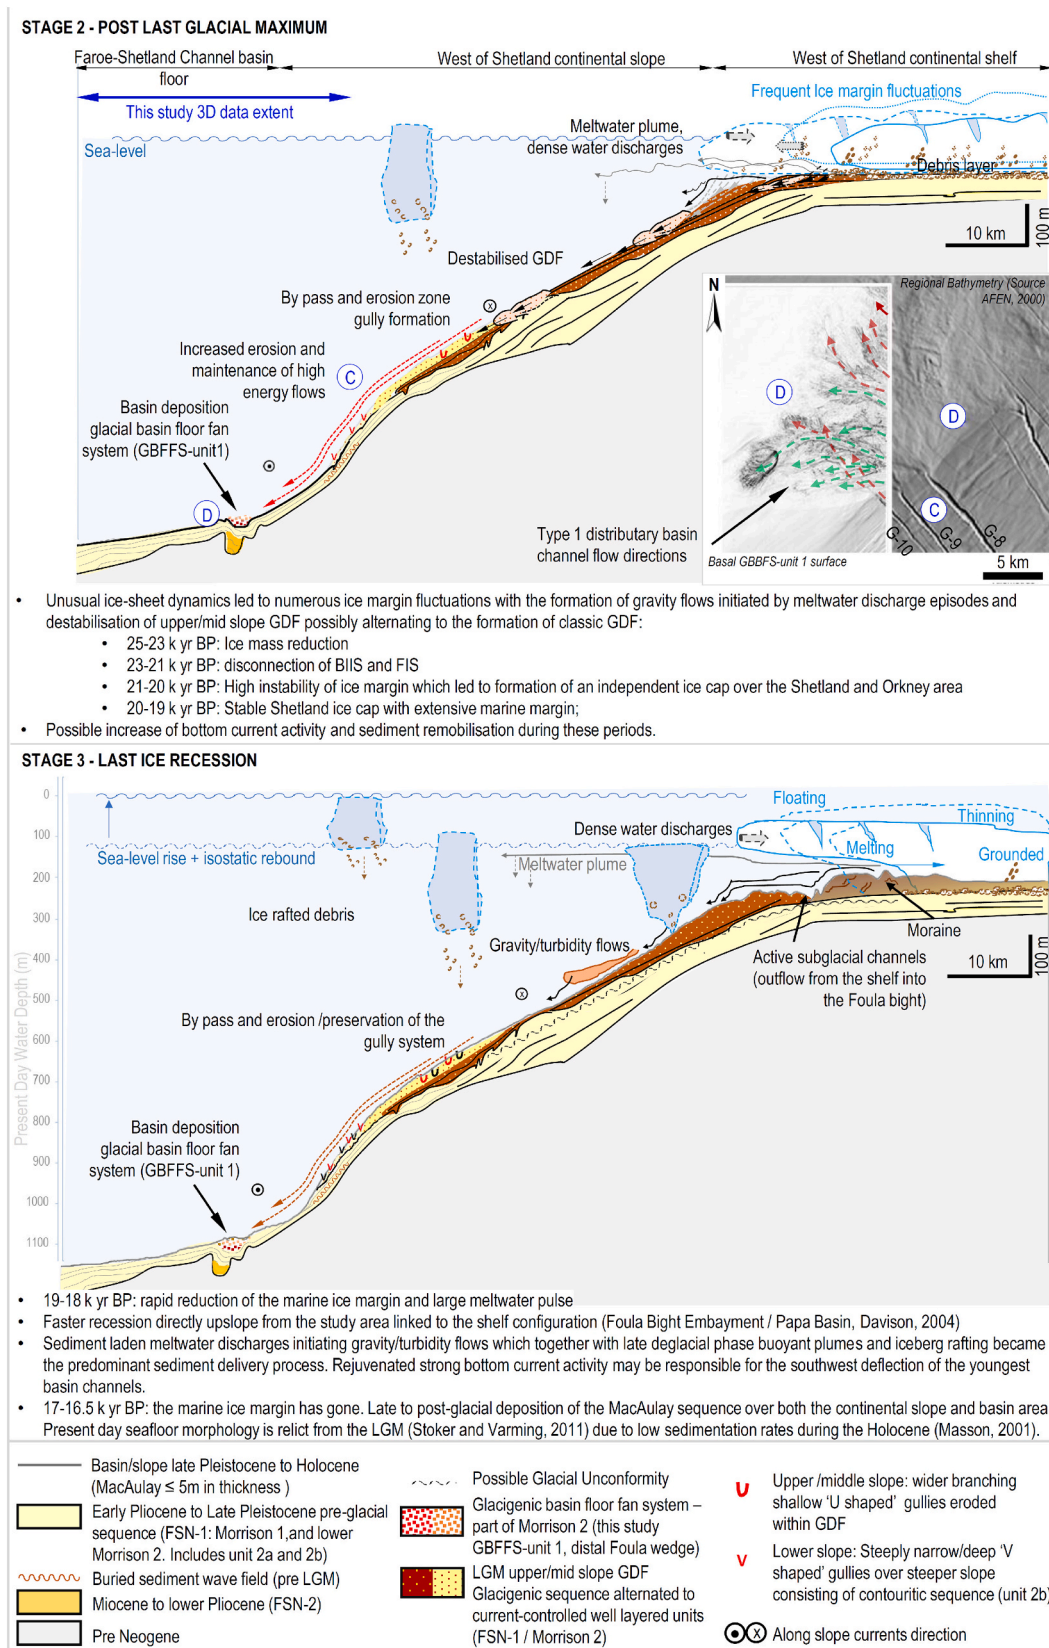 STAGE 2 - POST LAST GLACIAL MAXIMUM
Faroe-Shetland Channel basin
floor
West of Shetland continental slope
West of Shetland continental shelf
This study 3D data extent
Frequent Ice margin fluctuations
Sea-level
Meltwater plume,
dense water discharges
Debris layer
10 km
100 m
Destabilised GDF
By pass and erosion zone
gully formation
x
Increased erosion and
maintenance of high
energy flows
C
Basin deposition
glacial basin floor fan
system (GBFFS-unit1)
D
Type 1 distributary basin
channel flow directions
N
Regional Bathymetry (Source
AFEN, 2000)
D
D
C
G-10
G-9
G-8
Basal GBBFS-unit 1 surface
5 km
• Unusual ice-sheet dynamics led to numerous ice margin fluctuations with the formation of gravity flows initiated by meltwater discharge episodes and
destabilisation of upper/mid slope GDF possibly alternating to the formation of classic GDF:
• 25-23 k yr BP: Ice mass reduction
• 23-21 k yr BP: disconnection of BIIS and FIS
• 21-20 k yr BP: High instability of ice margin which led to formation of an independent ice cap over the Shetland and Orkney area
• 20-19 k yr BP: Stable Shetland ice cap with extensive marine margin;
• Possible increase of bottom current activity and sediment remobilisation during these periods.
STAGE 3 - LAST ICE RECESSION
0
100
200
300
400
500
600
700
800
900
1000
1100
Present Day Water Depth (m)
Sea-level rise + isostatic rebound
Floating
Thinning
Dense water discharges
Melting
Meltwater plume
Grounded
Ice rafted debris
Moraine
Gravity/turbidity flows
Active subglacial channels
(outflow from the shelf into
the Foula bight)
10 km
100 m
x
By pass and erosion /preservation of the
gully system
Basin deposition
glacial basin floor fan
system (GBFFS-unit 1)
• 19-18 k yr BP: rapid reduction of the marine ice margin and large meltwater pulse
• Faster recession directly upslope from the study area linked to the shelf configuration (Foula Bight Embayment / Papa Basin, Davison, 2004)
• Sediment laden meltwater discharges initiating gravity/turbidity flows which together with late deglacial phase buoyant plumes and iceberg rafting became
the predominant sediment delivery process. Rejuvenated strong bottom current activity may be responsible for the southwest deflection of the youngest
basin channels.
• 17-16.5 k yr BP: the marine ice margin has gone. Late to post-glacial deposition of the MacAulay sequence over both the continental slope and basin area.
Present day seafloor morphology is relict from the LGM (Stoker and Varming, 2011) due to low sedimentation rates during the Holocene (Masson, 2001).
Basin/slope late Pleistocene to Holocene
(MacAulay ≤ 5m in thickness )
Early Pliocene to Late Pleistocene pre-glacial
sequence (FSN-1: Morrison 1,and lower
Morrison 2. Includes unit 2a and 2b)
Buried sediment wave field (pre LGM)
Miocene to lower Pliocene (FSN-2)
Pre Neogene
Possible Glacial Unconformity
Glacigenic basin floor fan system –
part of Morrison 2 (this study
GBFFS-unit 1, distal Foula wedge)
LGM upper/mid slope GDF
Glacigenic sequence alternated to
current-controlled well layered units
(FSN-1 / Morrison 2)
Upper /middle slope: wider branching
shallow ‘U shaped’ gullies eroded
within GDF
Lower slope: Steeply narrow/deep ‘V
shaped’ gullies over steeper slope
consisting of contouritic sequence (unit 2b)
Along slope currents direction